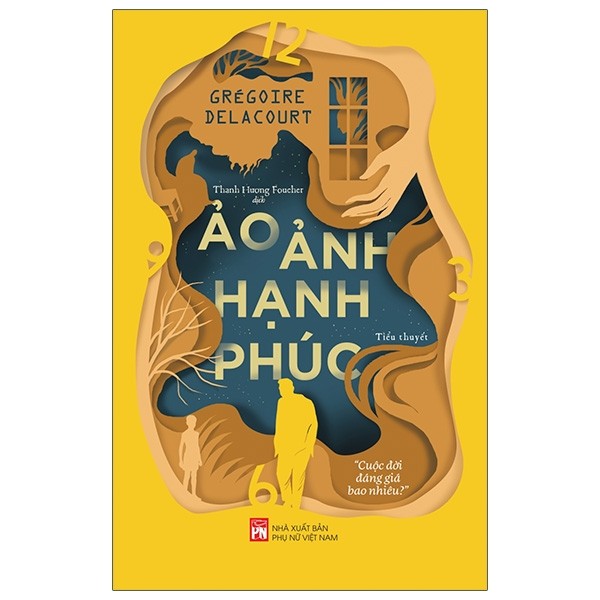 12
GRÉGOIRE
DELACOURT
Thanh Hương Foucher
dịch
ẢO ẢNH
HẠNH
PHÚC
9
3
Tiểu thuyết
"Cuộc đời
đáng giá
bao nhiêu?"
6
PN
NHÀ XUẤT BẢN
PHỤ NỮ VIỆT NAM